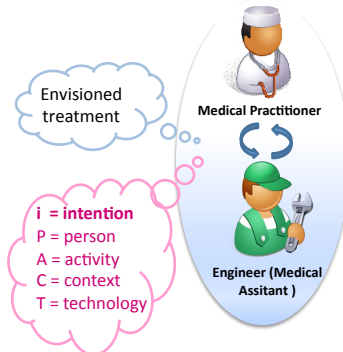 Envisioned
treatment
Medical Practitioner
i = intention
P = person
A = activity
C = context
T = technology
Engineer (Medical
Assitant )